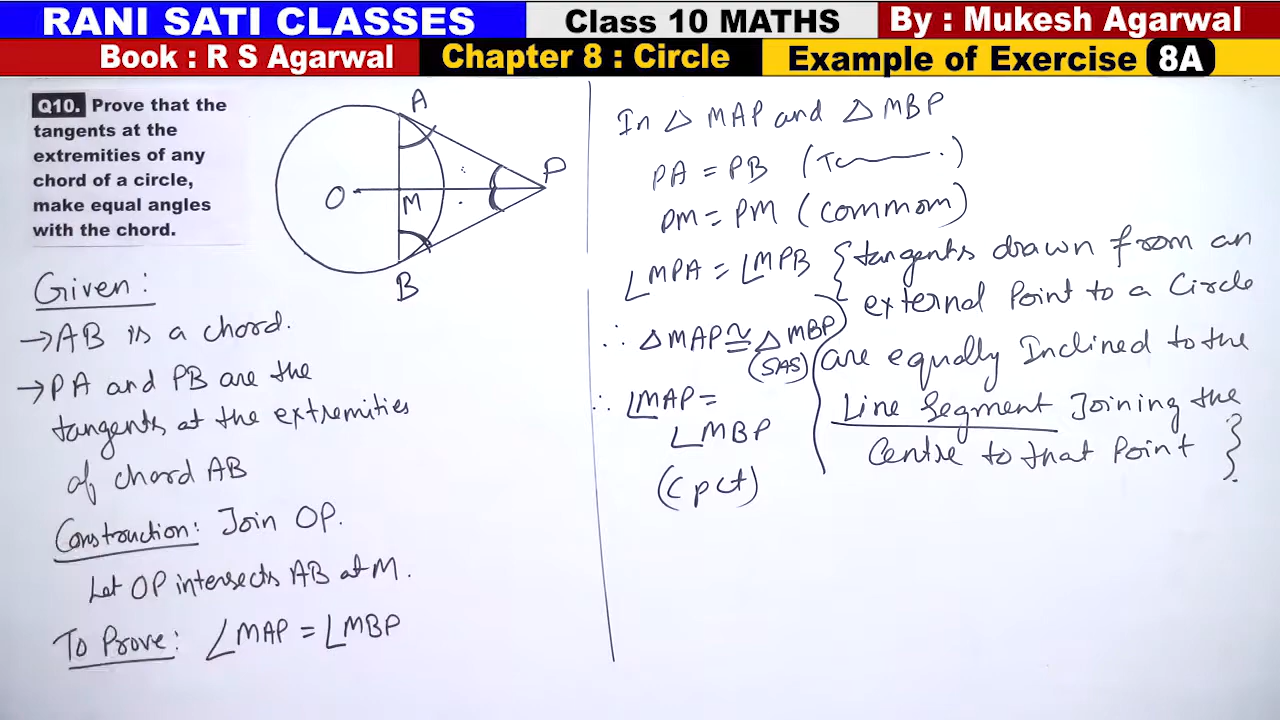 RANI SATI CLASSES
Class 10 MATHS
By : Mukesh Agarwal
Book : R S Agarwal
Chapter 8 : Circle
Example of Exercise 8A
Q10. Prove that the
tangents at the
extremities of any
chord of a circle,
make equal angles
with the chord.
A
O
M
P
B
Given:
→ AB is a chord.
→ PA and PB are the
tangents at the extremities
of chord AB
Construction: Join OP.
Let OP intersects AB at M.
To Prove: ∠MAP = ∠MBP
In △ MAP and △ MBP
PA = PB (T .)
PM = PM (common)
∠MPA = ∠MPB {tangents drawn from an
external Point to a Circle
are equally Inclined to the
Line Segment Joining the
Centre to that Point }
∴ △MAP ≅ △MBP
(SAS)
∴ ∠MAP =
∠MBP
(cpct)